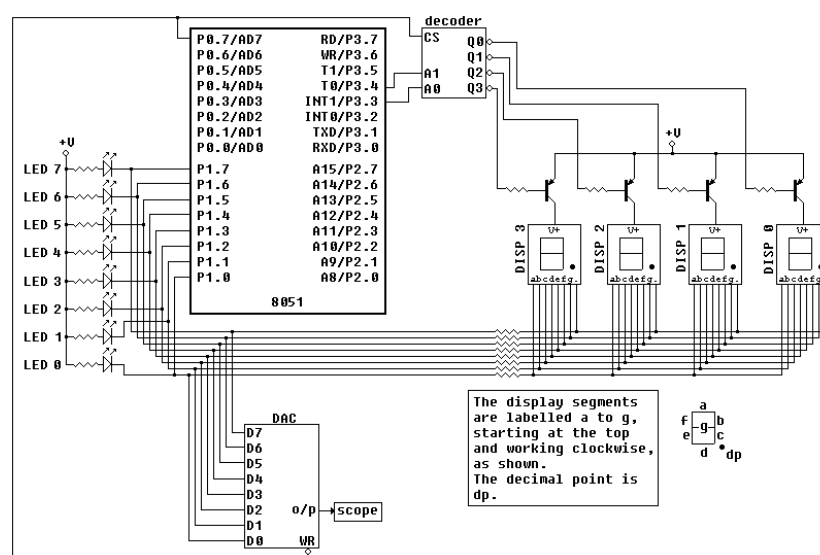 decoder
CS
Q0
Q1
Q2
Q3
A1
A0
P0.7/AD7 RD/P3.7
P0.6/AD6 WR/P3.6
P0.5/AD5 T1/P3.5
P0.4/AD4 T0/P3.4
P0.3/AD3 INT1/P3.3
P0.2/AD2 INT0/P3.2
P0.1/AD1 TXD/P3.1
P0.0/AD0 RXD/P3.0
P1.7 A15/P2.7
P1.6 A14/P2.6
P1.5 A13/P2.5
P1.4 A12/P2.4
P1.3 A11/P2.3
P1.2 A10/P2.2
P1.1 A9/P2.1
P1.0 A8/P2.0
8051
+V
LED 7
LED 6
LED 5
LED 4
LED 3
LED 2
LED 1
LED 0
+V
DISP 3
V+
abcdefg.
DISP 2
V+
abcdefg.
DISP 1
V+
abcdefg.
DISP 0
V+
abcdefg.
DAC
D7
D6
D5
D4
D3
D2
D1
D0
o/p
WR
scope
The display segments
are labelled a to g,
starting at the top
and working clockwise,
as shown.
The decimal point is
dp.
a
f b
g
e c
d dp